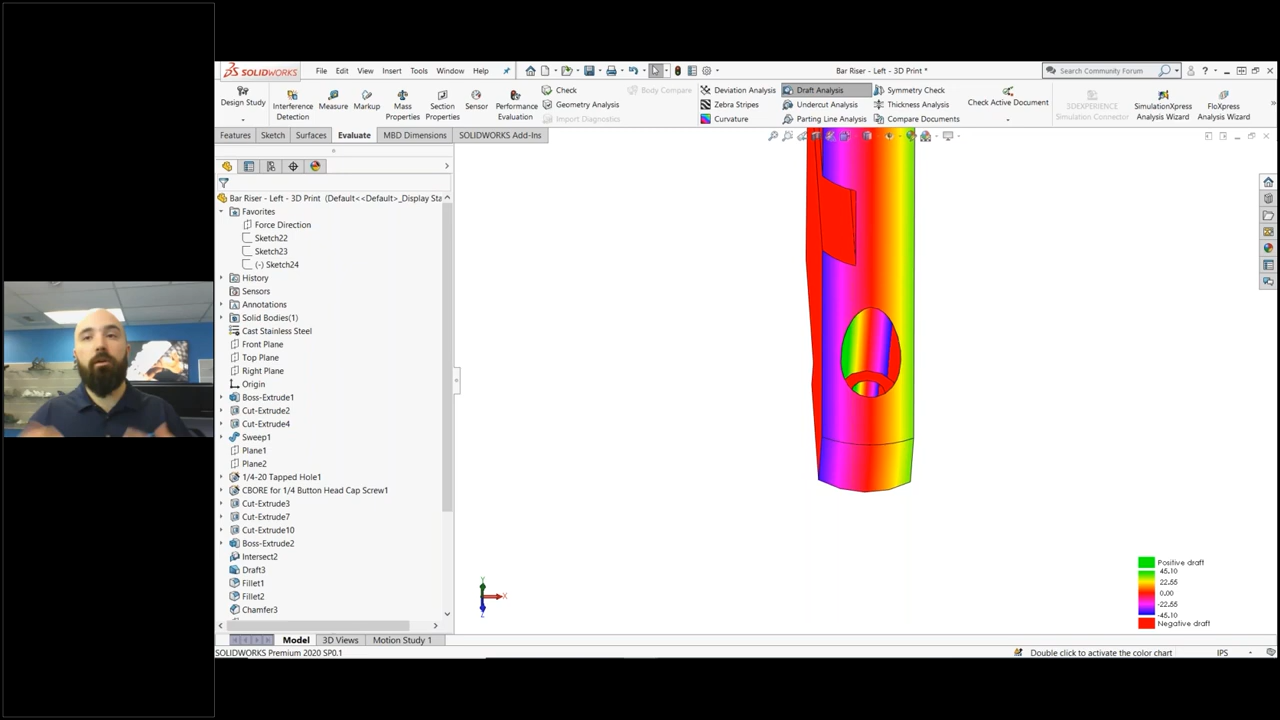 SOLIDWORKS File Edit View Insert Tools Window Help Bar Riser - Left - 3D Print * Search Community Forum
Design Study Interference Detection Measure Markup Mass Properties Section Properties Sensor Performance Evaluation
Check Body Compare
Geometry Analysis
Import Diagnostics
Deviation Analysis Draft Analysis Symmetry Check
Zebra Stripes Undercut Analysis Thickness Analysis
Curvature Parting Line Analysis Compare Documents
Check Active Document 3DEXPERIENCE Simulation Connector SimulationXpress Analysis Wizard FloXpress Analysis Wizard
Features Sketch Surfaces Evaluate MBD Dimensions SOLIDWORKS Add-Ins
Bar Riser - Left - 3D Print (Default<<Default>_Display Sta
Favorites
Force Direction
Sketch22
Sketch23
(-) Sketch24
History
Sensors
Annotations
Solid Bodies(1)
Cast Stainless Steel
Front Plane
Top Plane
Right Plane
Origin
Boss-Extrude1
Cut-Extrude2
Cut-Extrude4
Sweep1
Plane1
Plane2
1/4-20 Tapped Hole1
CBORE for 1/4 Button Head Cap Screw1
Cut-Extrude3
Cut-Extrude7
Cut-Extrude10
Boss-Extrude2
Intersect2
Draft3
Fillet1
Fillet2
Chamfer3
Y
X
Z
Positive draft
45.10
22.55
0.00
-22.55
-45.10
Negative draft
Model 3D Views Motion Study 1
SOLIDWORKS Premium 2020 SP0.1 Double click to activate the color chart IPS